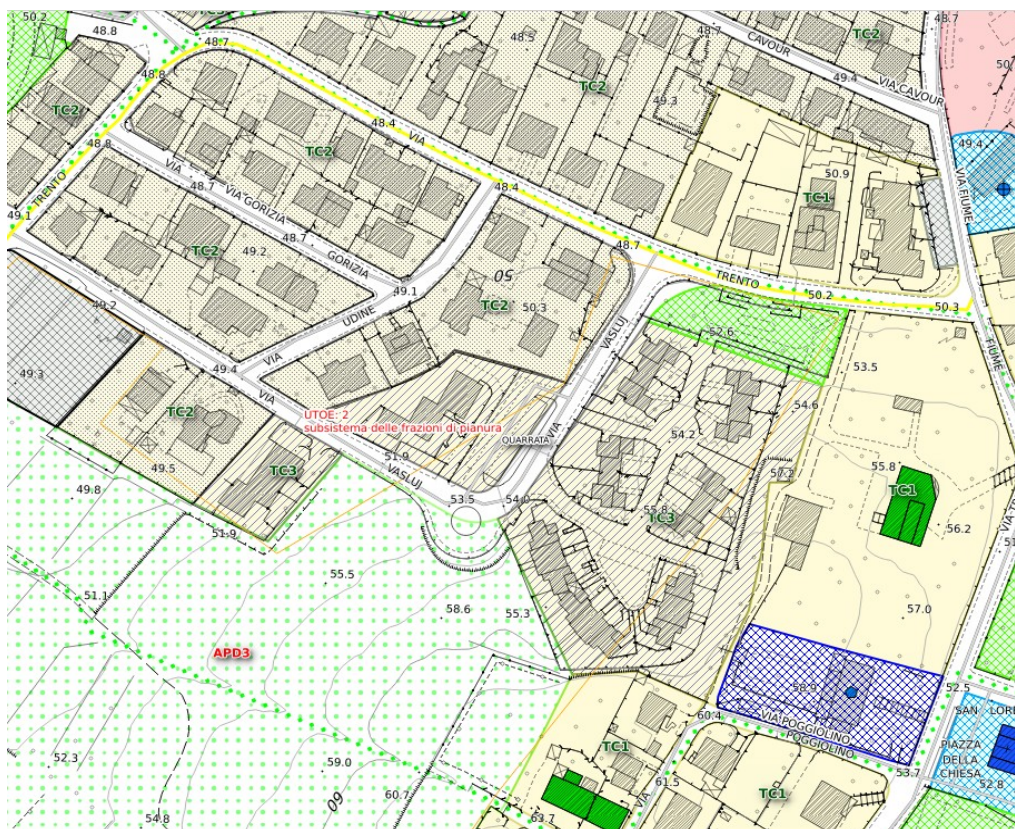 50.2
48.8
48.7
48.5
48.7
CAVOUR
TC2
48.7
49.4
VIA CAVOUR
48.8
TC2
TC2
49.3
48.4
VIA
49.4
48.8
TC2
VIA
48.7
VIA GORIZIA
48.7
GORIZIA
TRENTO
49.1
48.4
50.9
TC1
VIA FIUME
TC2
49.2
48.7
TRENTO
50.2
50.3
49.2
49.1
50
TC2
50.3
UDINE
VIA
52.6
VASLUJ
VIA
FIUME
49.3
49.4
VIA
53.5
TC2
UTOE: 2
subsistema delle frazioni di pianura
54.6
QUARRATA
54.2
51.9
VASLUJ
49.5
TC3
57.2
55.8
TC1
49.8
53.5
54.0
55.8
TC3
56.2
51.9
55.5
51.1
58.6
55.3
57.0
APD3
58.9
52.5
VIA POGGIOLINO
POGGIOLINO
60.4
SAN
PIAZZA
DELLA
CHIESA
TC1
52.3
59.0
53.7
52.8
61.5
TC1
60
60.7
VIA
54.8
63.7